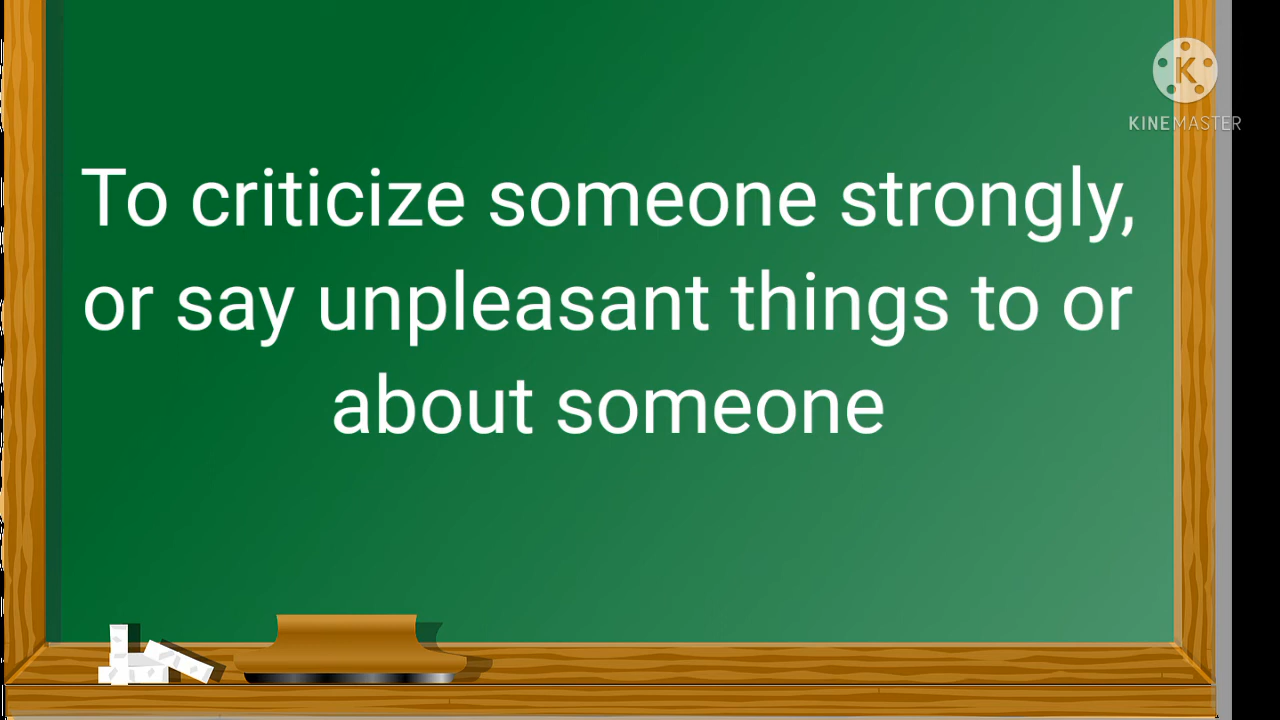 K
KINEMASTER
To criticize someone strongly,
or say unpleasant things to or
about someone